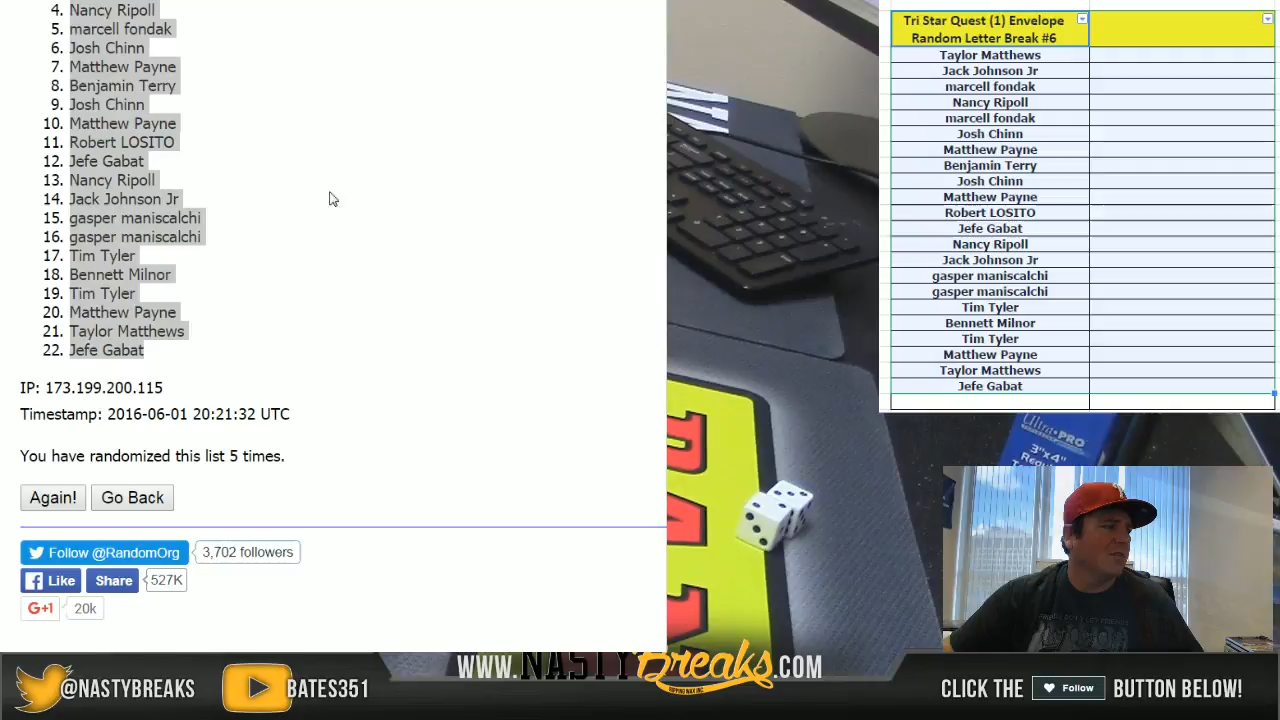 4. Nancy Ripoll
5. marcell fondak
6. Josh Chinn
7. Matthew Payne
8. Benjamin Terry
9. Josh Chinn
10. Matthew Payne
11. Robert LOSITO
12. Jefe Gabat
13. Nancy Ripoll
14. Jack Johnson Jr
15. gasper maniscalchi
16. gasper maniscalchi
17. Tim Tyler
18. Bennett Milnor
19. Tim Tyler
20. Matthew Payne
21. Taylor Matthews
22. Jefe Gabat
IP: 173.199.200.115
Timestamp: 2016-06-01 20:21:32 UTC
You have randomized this list 5 times.
Again! Go Back
Follow @RandomOrg 3,702 followers
Like Share 527K
G+1 20k
Tri Star Quest (1) Envelope
Random Letter Break #6
Taylor Matthews
Jack Johnson Jr
marcell fondak
Nancy Ripoll
marcell fondak
Josh Chinn
Matthew Payne
Benjamin Terry
Josh Chinn
Matthew Payne
Robert LOSITO
Jefe Gabat
Nancy Ripoll
Jack Johnson Jr
gasper maniscalchi
gasper maniscalchi
Tim Tyler
Bennett Milnor
Tim Tyler
Matthew Payne
Taylor Matthews
Jefe Gabat
Ultra-PRO
3"x4"
@NASTYBREAKS
BATES351
WWW.NASTYBreaks.COM
RIPPING WAX INC.
CLICK THE Follow BUTTON BELOW!